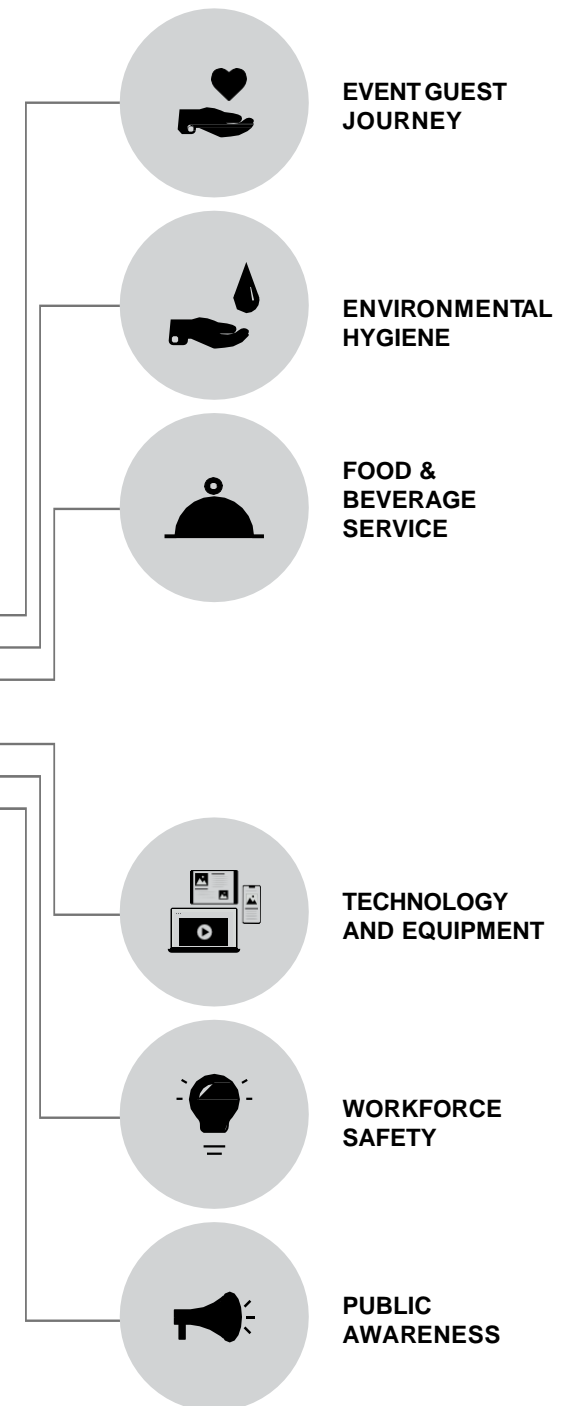 EVENT GUEST
JOURNEY
ENVIRONMENTAL
HYGIENE
FOOD &
BEVERAGE
SERVICE
TECHNOLOGY
AND EQUIPMENT
WORKFORCE
SAFETY
PUBLIC
AWARENESS